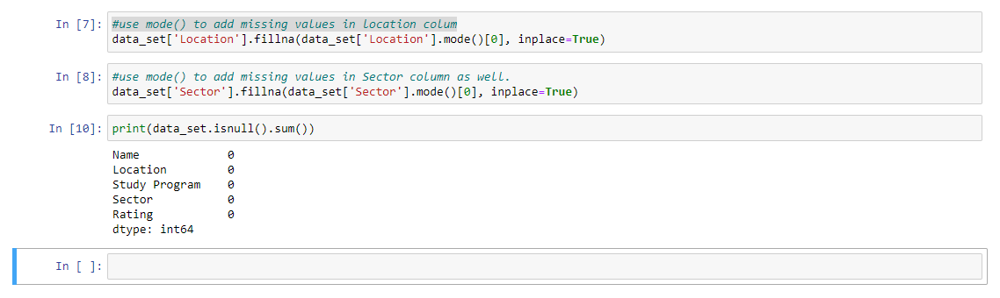 In [7]: #use mode() to add missing values in location colum
data_set['Location'].fillna(data_set['Location'].mode()[0], inplace=True)
In [8]: #use mode() to add missing values in Sector column as well.
data_set['Sector'].fillna(data_set['Sector'].mode()[0], inplace=True)
In [10]: print(data_set.isnull().sum())
Name 0
Location 0
Study Program 0
Sector 0
Rating 0
dtype: int64
In [ ]: